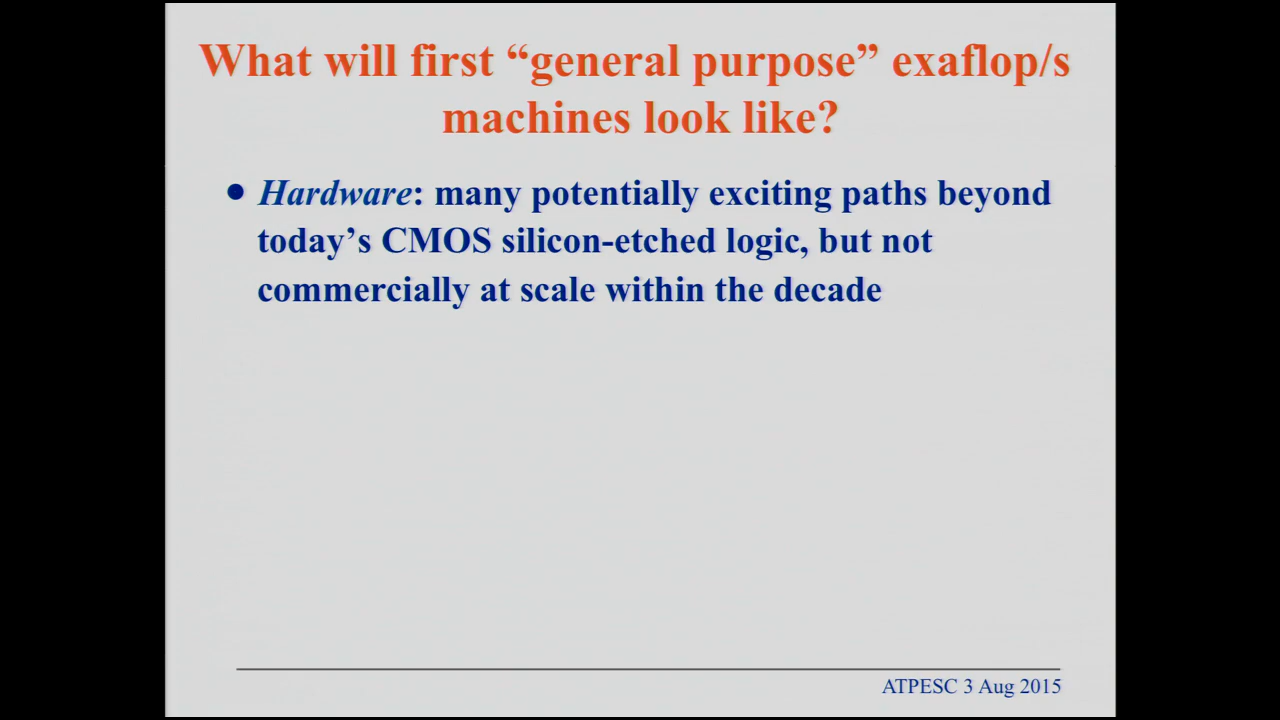 What will first “general purpose” exaflop/s
machines look like?
• Hardware: many potentially exciting paths beyond
today’s CMOS silicon-etched logic, but not
commercially at scale within the decade
ATPESC 3 Aug 2015